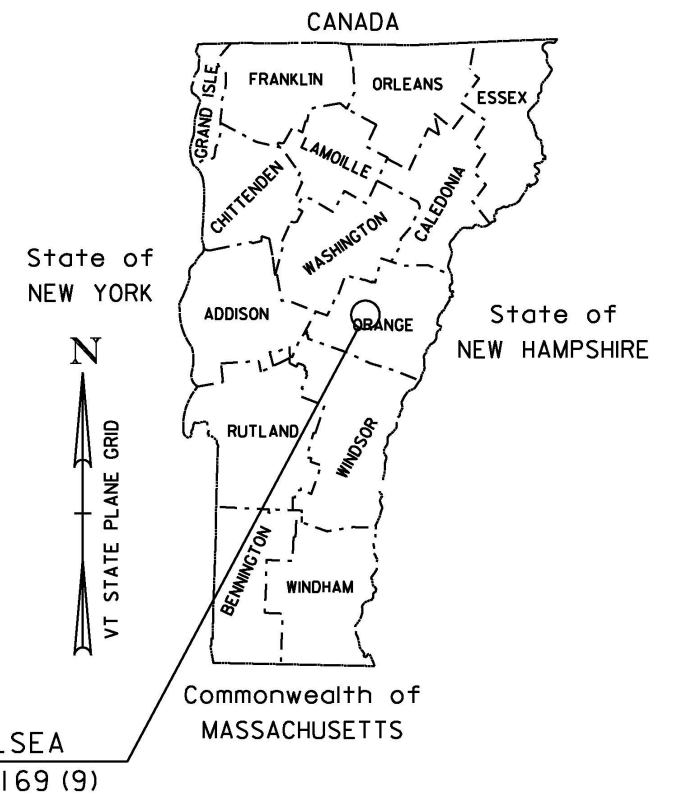 CANADA
FRANKLIN
ORLEANS
ESSEX
GRAND ISLE
LAMOILLE
CHITTENDEN
CALEDONIA
WASHINGTON
State of
NEW YORK
ADDISON
ORANGE
State of
NEW HAMPSHIRE
N
VT STATE PLANE GRID
RUTLAND
WINDSOR
BENNINGTON
WINDHAM
Commonwealth of
MASSACHUSETTS
LSEA
169 (9)